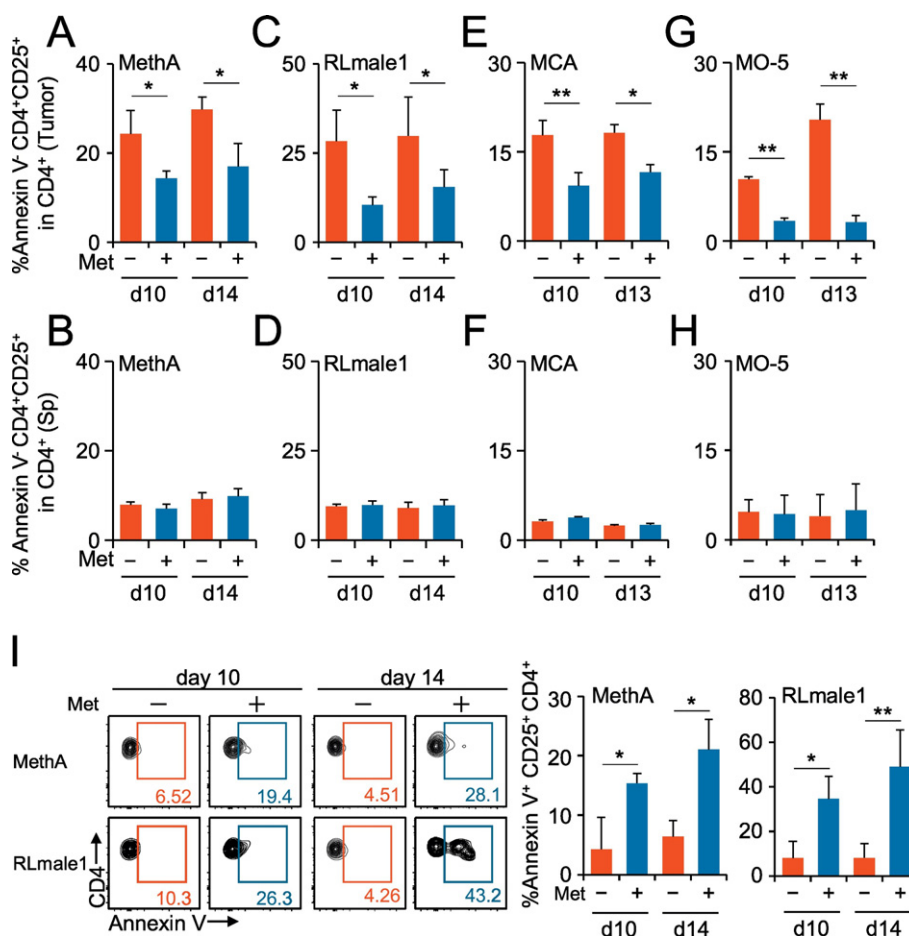 A
C
E
G
MethA
RLmale1
MCA
MO-5
%Annexin V- CD4+CD25+
in CD4+ (Tumor)
40
20
0
* *
50
25
0
* *
30
15
0
** *
30
15
0
** **
Met − + − +
− + − +
− + − +
− + − +
d10 d14
d10 d14
d10 d13
d10 d13
B
D
F
H
MethA
RLmale1
MCA
MO-5
% Annexin V- CD4+CD25+
in CD4+ (Sp)
40
20
0
50
25
0
30
15
0
10
5
0
Met − + − +
− + − +
− + − +
− + − +
d10 d14
d10 d14
d10 d13
d10 d13
I
day 10 day 14
Met − + − +
MethA
6.52 19.4 4.51 28.1
RLmale1
10.3 26.3 4.26 43.2
CD4
Annexin V
%Annexin V+ CD25+ CD4+
MethA
30
20
10
0
* *
Met − + − +
d10 d14
RLmale1
80
60
40
20
0
* **
− + − +
d10 d14